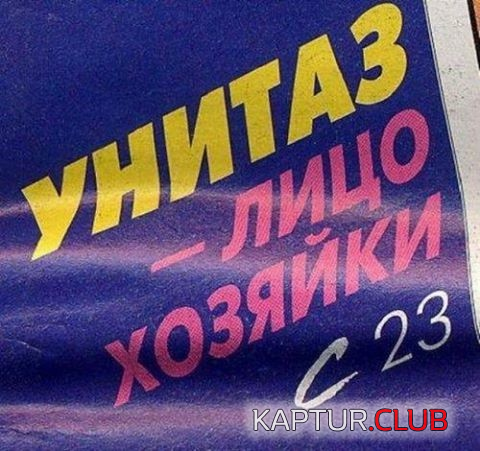 УНИТАЗ
– ЛИЦО
ХОЗЯЙКИ
С 23
KAPTUR.CLUB